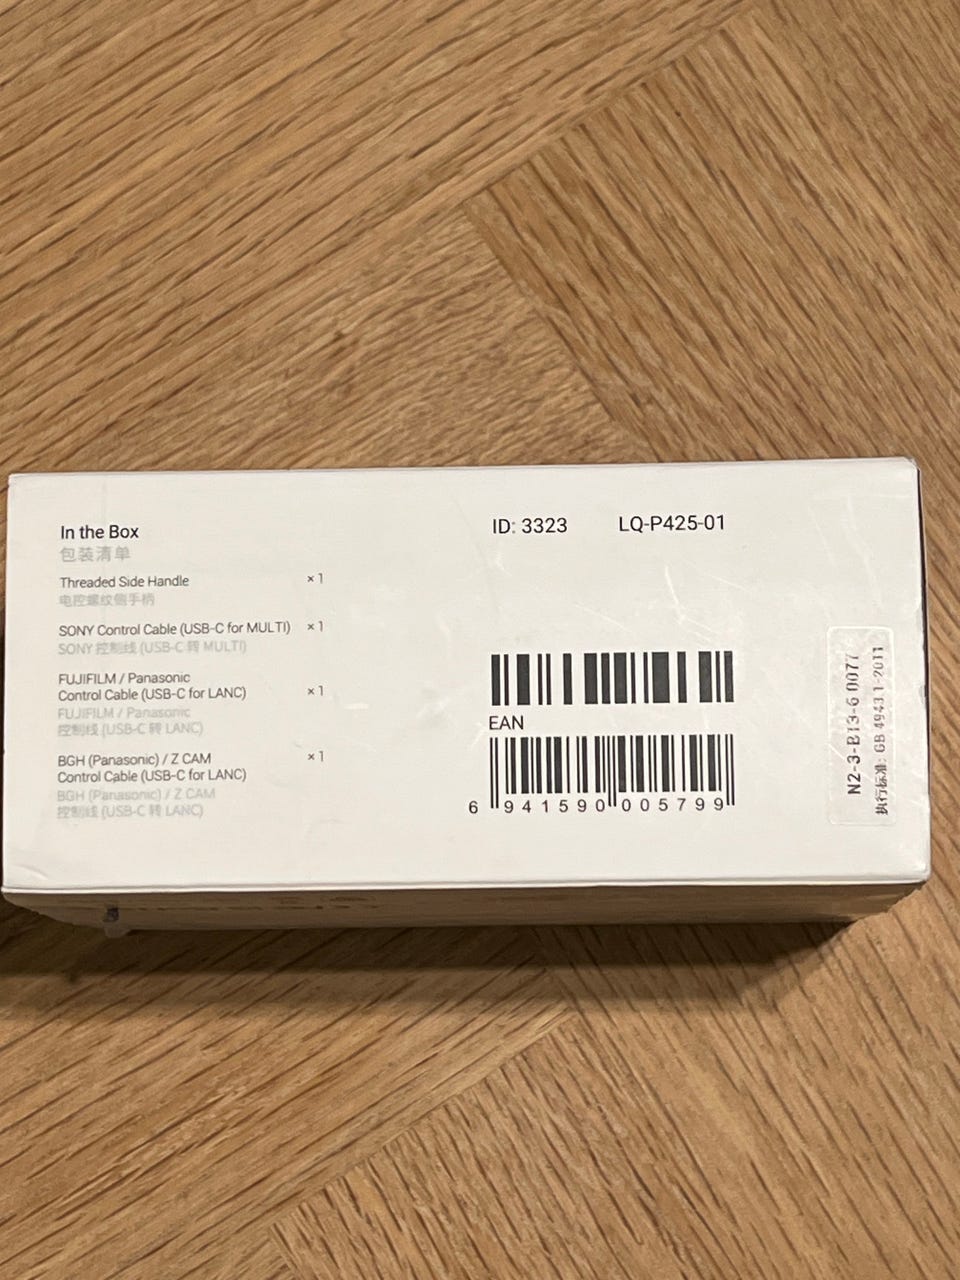 In the Box
包装清单
Threaded Side Handle × 1
电控螺纹侧手柄
SONY Control Cable (USB-C for MULTI) × 1
SONY 控制线 (USB-C 转 MULTI)
FUJIFILM / Panasonic
Control Cable (USB-C for LANC) × 1
FUJIFILM / Panasonic
控制线 (USB-C 转 LANC)
BGH (Panasonic) / Z CAM × 1
Control Cable (USB-C for LANC)
BGH (Panasonic) / Z CAM
控制线 (USB-C 转 LANC)
ID: 3323 LQ-P425-01
EAN
6 941590 005799
N2-3-B13-6 0077
执行标准: GB 4943.1-2011